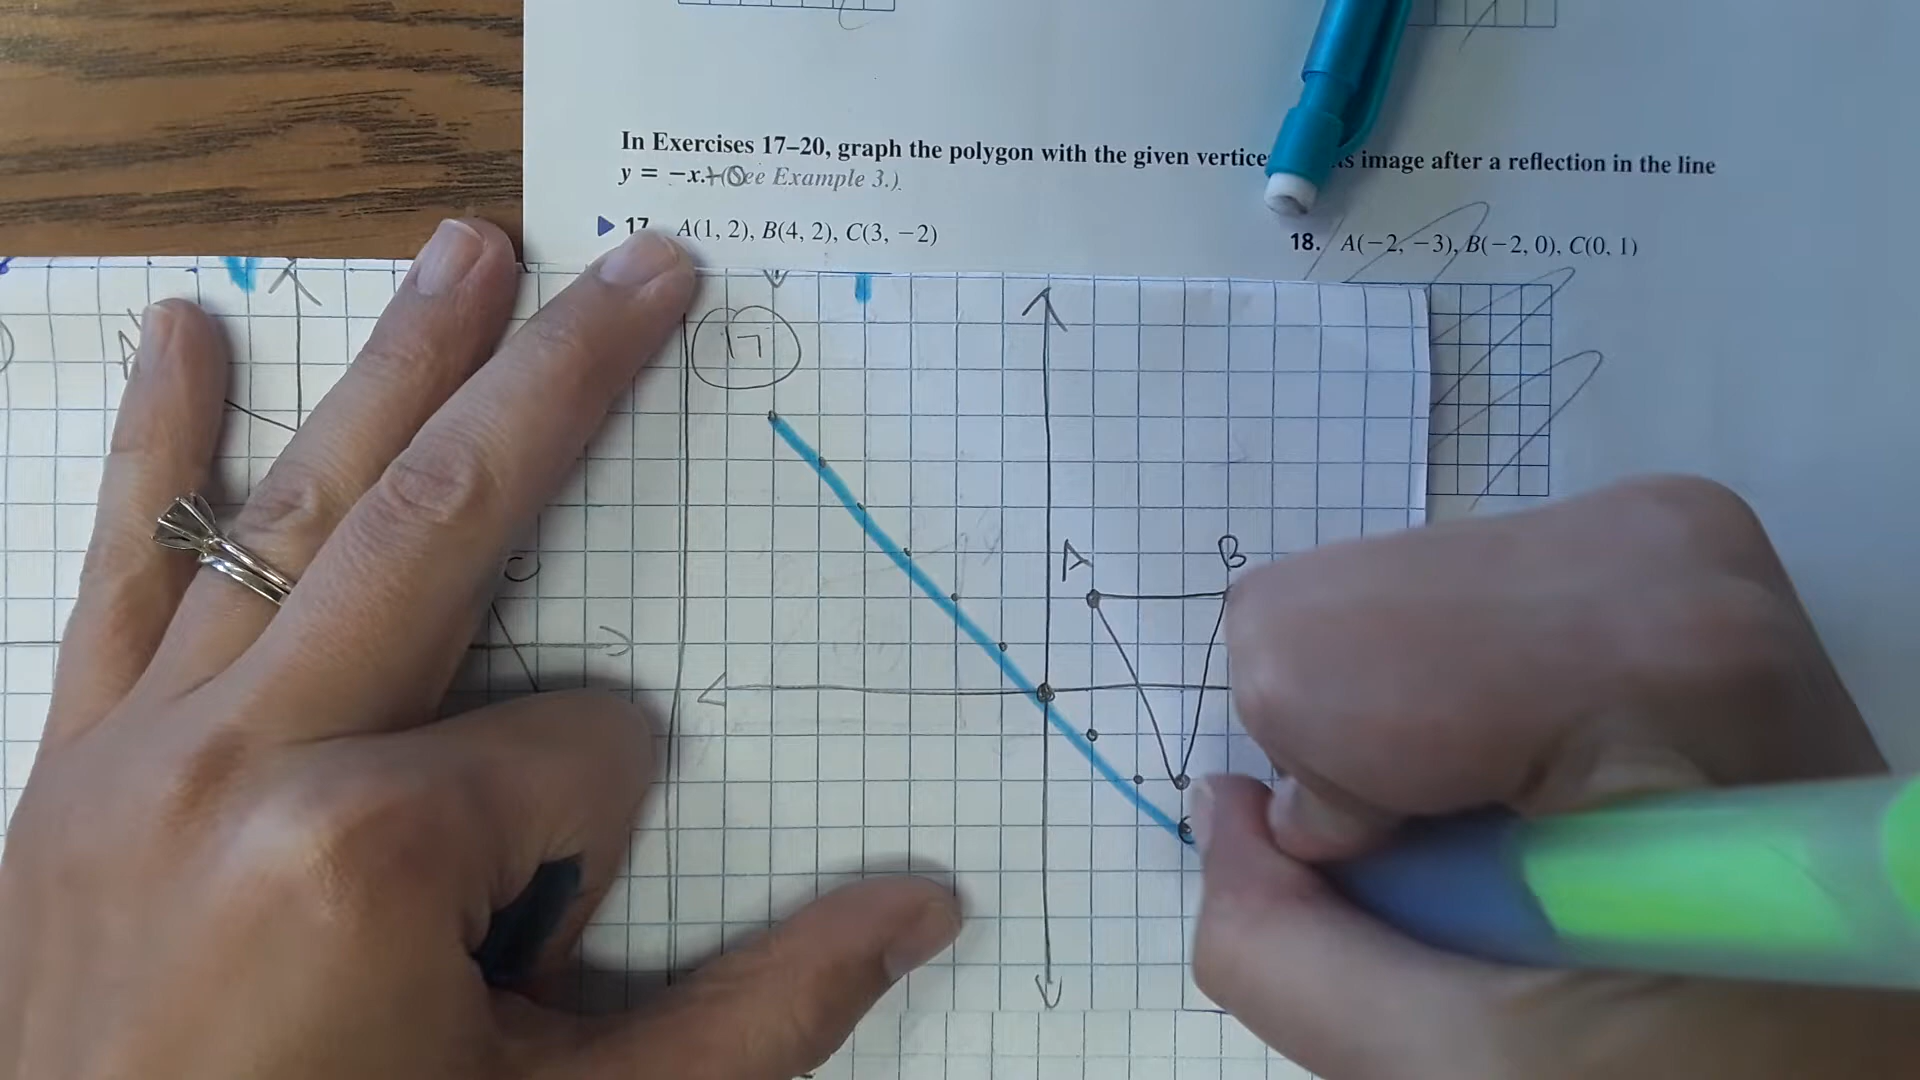 In Exercises 17–20, graph the polygon with the given image after a reflection in the line
y = −x.+(See Example 3.)
17 A(1, 2), B(4, 2), C(3, −2)
18. A(−2, −3), B(−2, 0), C(0, 1)
17
A
C
A
B